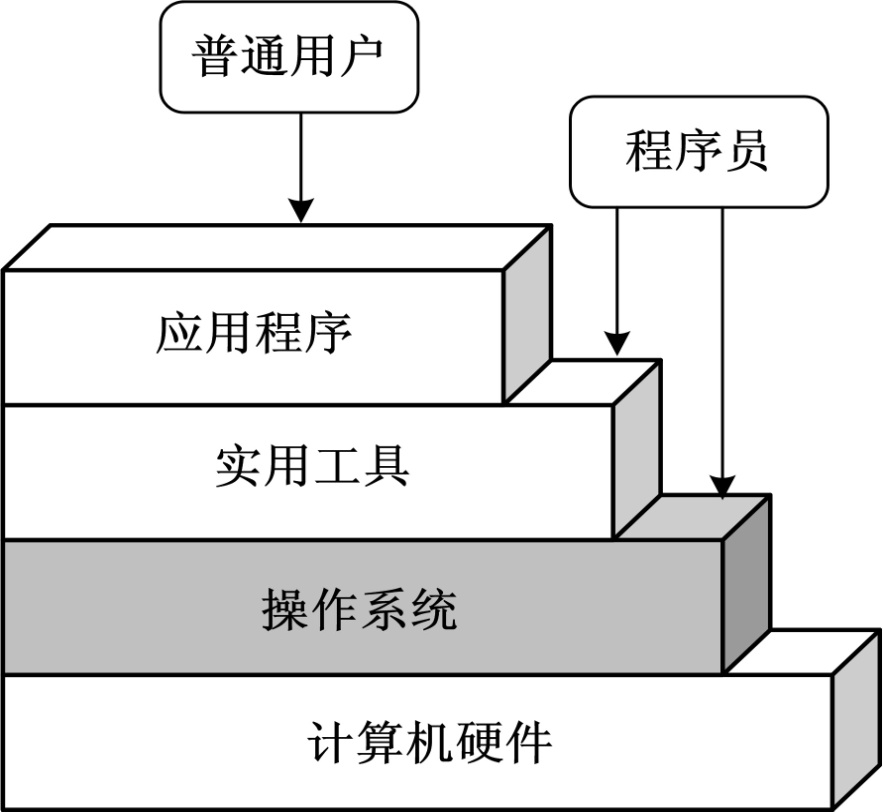 普通用户
程序员
应用程序
实用工具
操作系统
计算机硬件